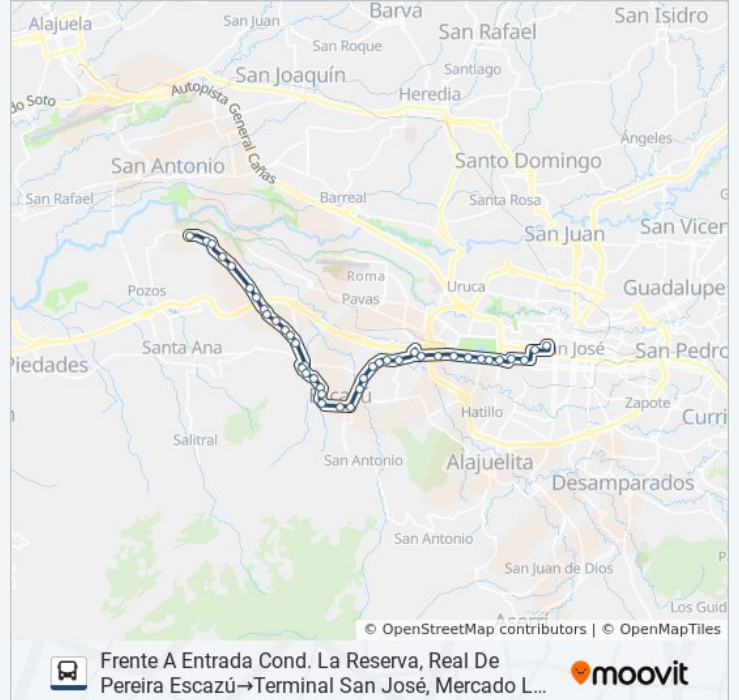 Alajuela
San Juan
Barva
San Rafael
San Isidro
San Roque
San Joaquín
Santiago
do Soto
Autopista General Cañas
Heredia
Ángeles
San Antonio
Santo Domingo
San Rafael
Barreal
Santa Rosa
San Juan
San Vicen
Roma
Uruca
Pozos
Pavas
Guadalupe
Santa Ana
San José
San Pedro
Piedades
Escazú
Hatillo
Zapote
Curri
Salitral
San Antonio
Alajuelita
Desamparados
San Antonio
San Juan de Dios
Los Guid
Aserrí
© OpenStreetMap contributors | © OpenMapTiles
Frente A Entrada Cond. La Reserva, Real De
Pereira Escazú→Terminal San José, Mercado L...
moovit